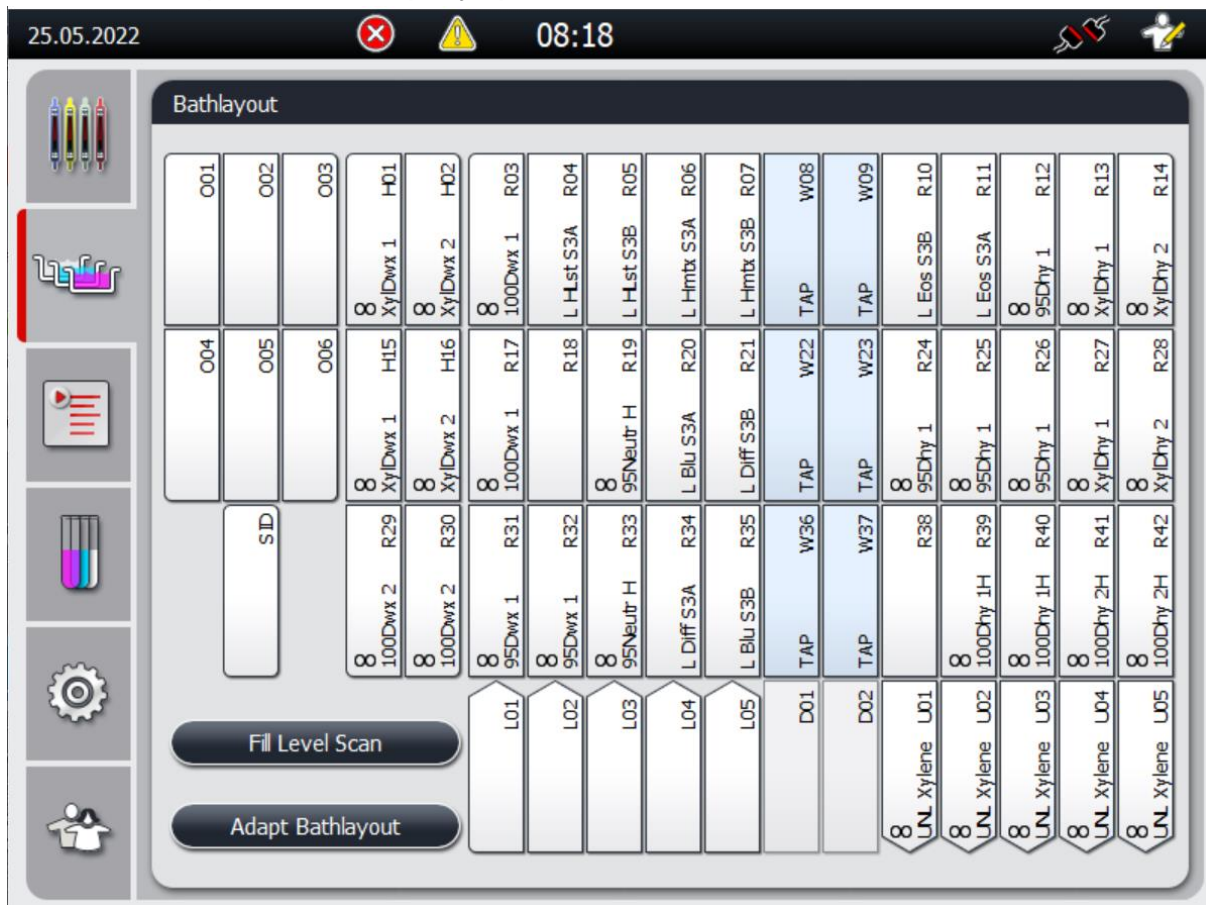 25.05.2022 08:18
Bathlayout
O01
O02
O03
H01 XylDwx 1
H02 XylDwx 2
R03 100Dwx 1
R04 L HLst S3A
R05 L HLst S3B
R06 L Hmtx S3A
R07 L Hmtx S3B
W08 TAP
W09 TAP
R10 L Eos S3B
R11 L Eos S3A
R12 95Dhy 1
R13 XylDhy 1
R14 XylDhy 2
O04
O05
O06
H15 XylDwx 1
H16 XylDwx 2
R17 100Dwx 1
R18
R19 95Neutr H
R20 L Blu S3A
R21 L Diff S3B
W22 TAP
W23 TAP
R24 95Dhy 1
R25 95Dhy 1
R26 95Dhy 1
R27 XylDhy 1
R28 XylDhy 2
SID
R29 100Dwx 2
R30 100Dwx 2
R31 95Dwx 1
R32 95Dwx 1
R33 95Neutr H
R34 L Diff S3A
R35 L Blu S3B
W36 TAP
W37 TAP
R38
R39 100Dhy 1H
R40 100Dhy 1H
R41 100Dhy 2H
R42 100Dhy 2H
L01
L02
L03
L04
L05
D01
D02
U01 UNL Xylene
U02 UNL Xylene
U03 UNL Xylene
U04 UNL Xylene
U05 UNL Xylene
Fill Level Scan
Adapt Bathlayout